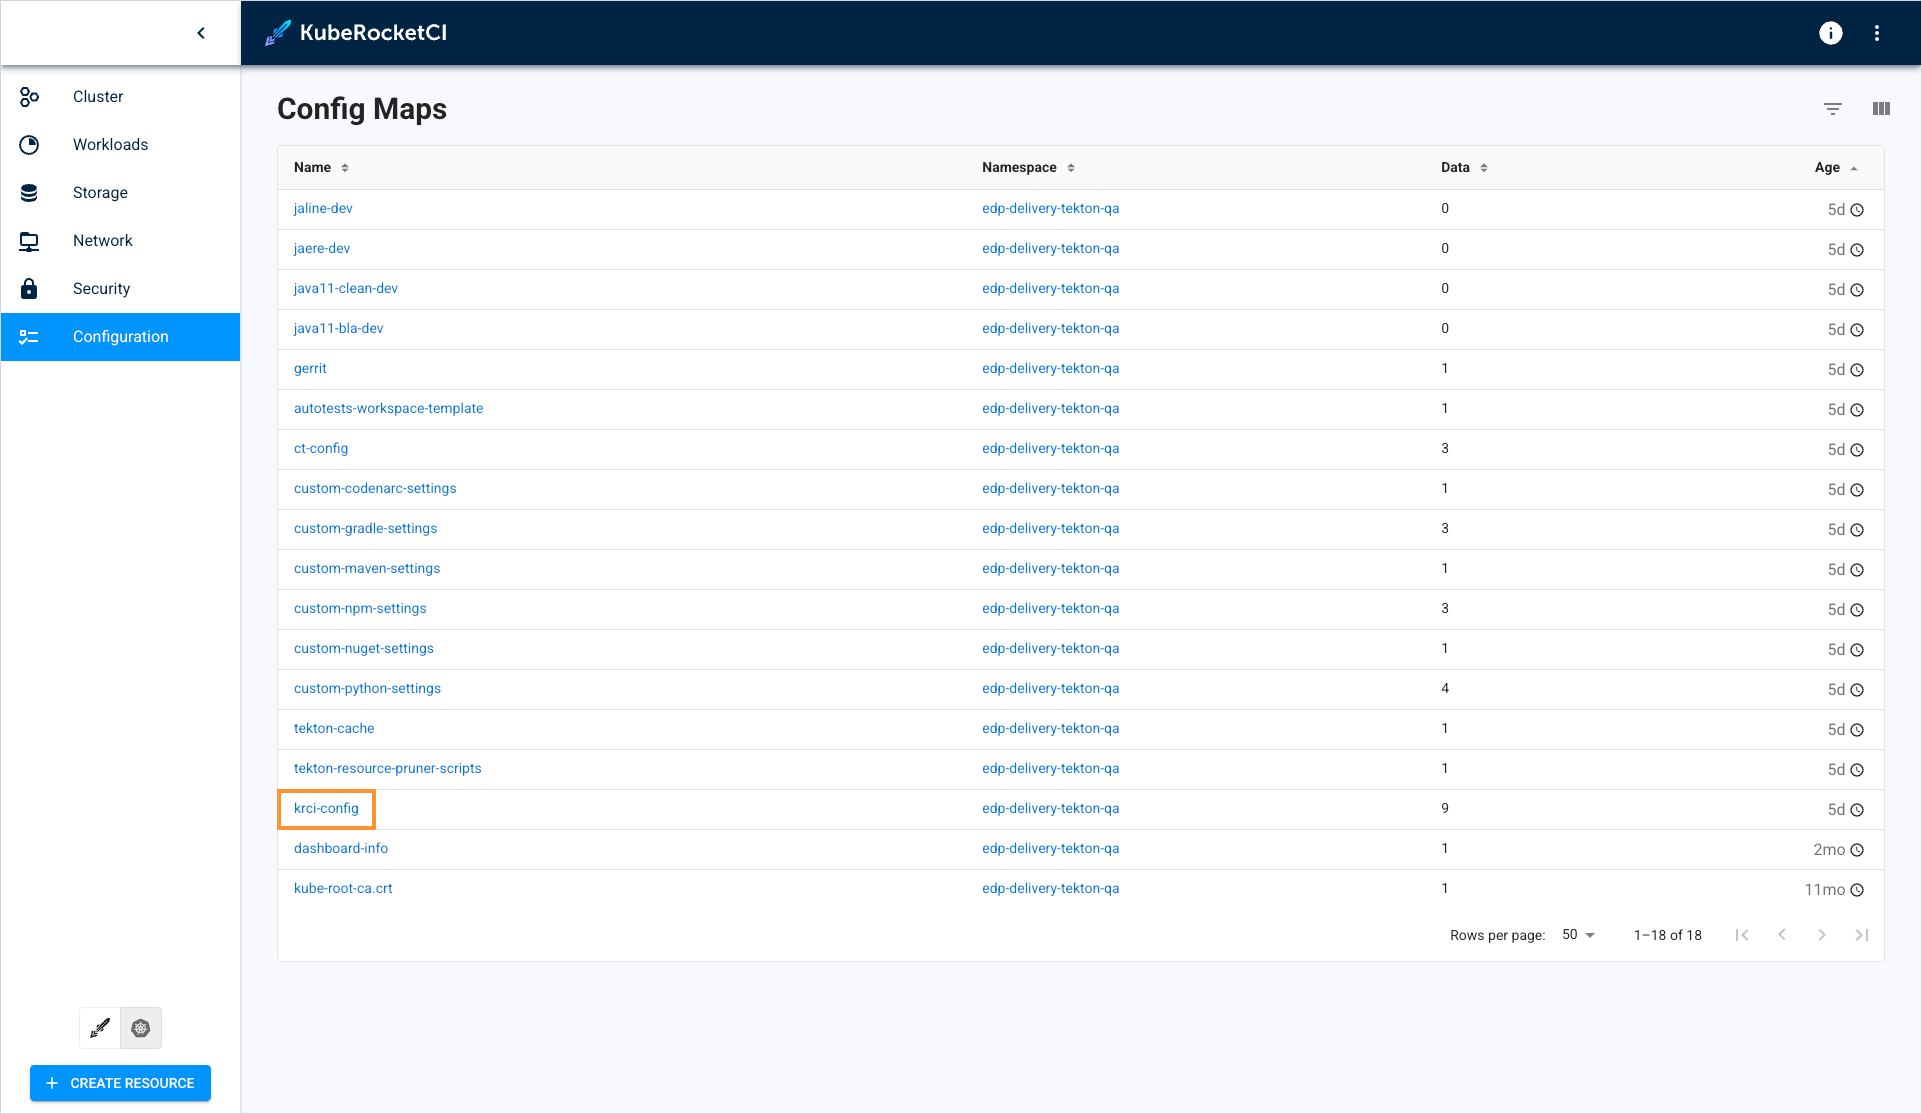 KubeRocketCI
Cluster
Workloads
Storage
Network
Security
Configuration
CREATE RESOURCE
Config Maps
Name Namespace Data Age
jaline-dev edp-delivery-tekton-qa 0 5d
jaere-dev edp-delivery-tekton-qa 0 5d
java11-clean-dev edp-delivery-tekton-qa 0 5d
java11-bla-dev edp-delivery-tekton-qa 0 5d
gerrit edp-delivery-tekton-qa 1 5d
autotests-workspace-template edp-delivery-tekton-qa 1 5d
ct-config edp-delivery-tekton-qa 3 5d
custom-codenarc-settings edp-delivery-tekton-qa 1 5d
custom-gradle-settings edp-delivery-tekton-qa 3 5d
custom-maven-settings edp-delivery-tekton-qa 1 5d
custom-npm-settings edp-delivery-tekton-qa 3 5d
custom-nuget-settings edp-delivery-tekton-qa 1 5d
custom-python-settings edp-delivery-tekton-qa 4 5d
tekton-cache edp-delivery-tekton-qa 1 5d
tekton-resource-pruner-scripts edp-delivery-tekton-qa 1 5d
krci-config edp-delivery-tekton-qa 9 5d
dashboard-info edp-delivery-tekton-qa 1 2mo
kube-root-ca.crt edp-delivery-tekton-qa 1 11mo
Rows per page: 50 1–18 of 18